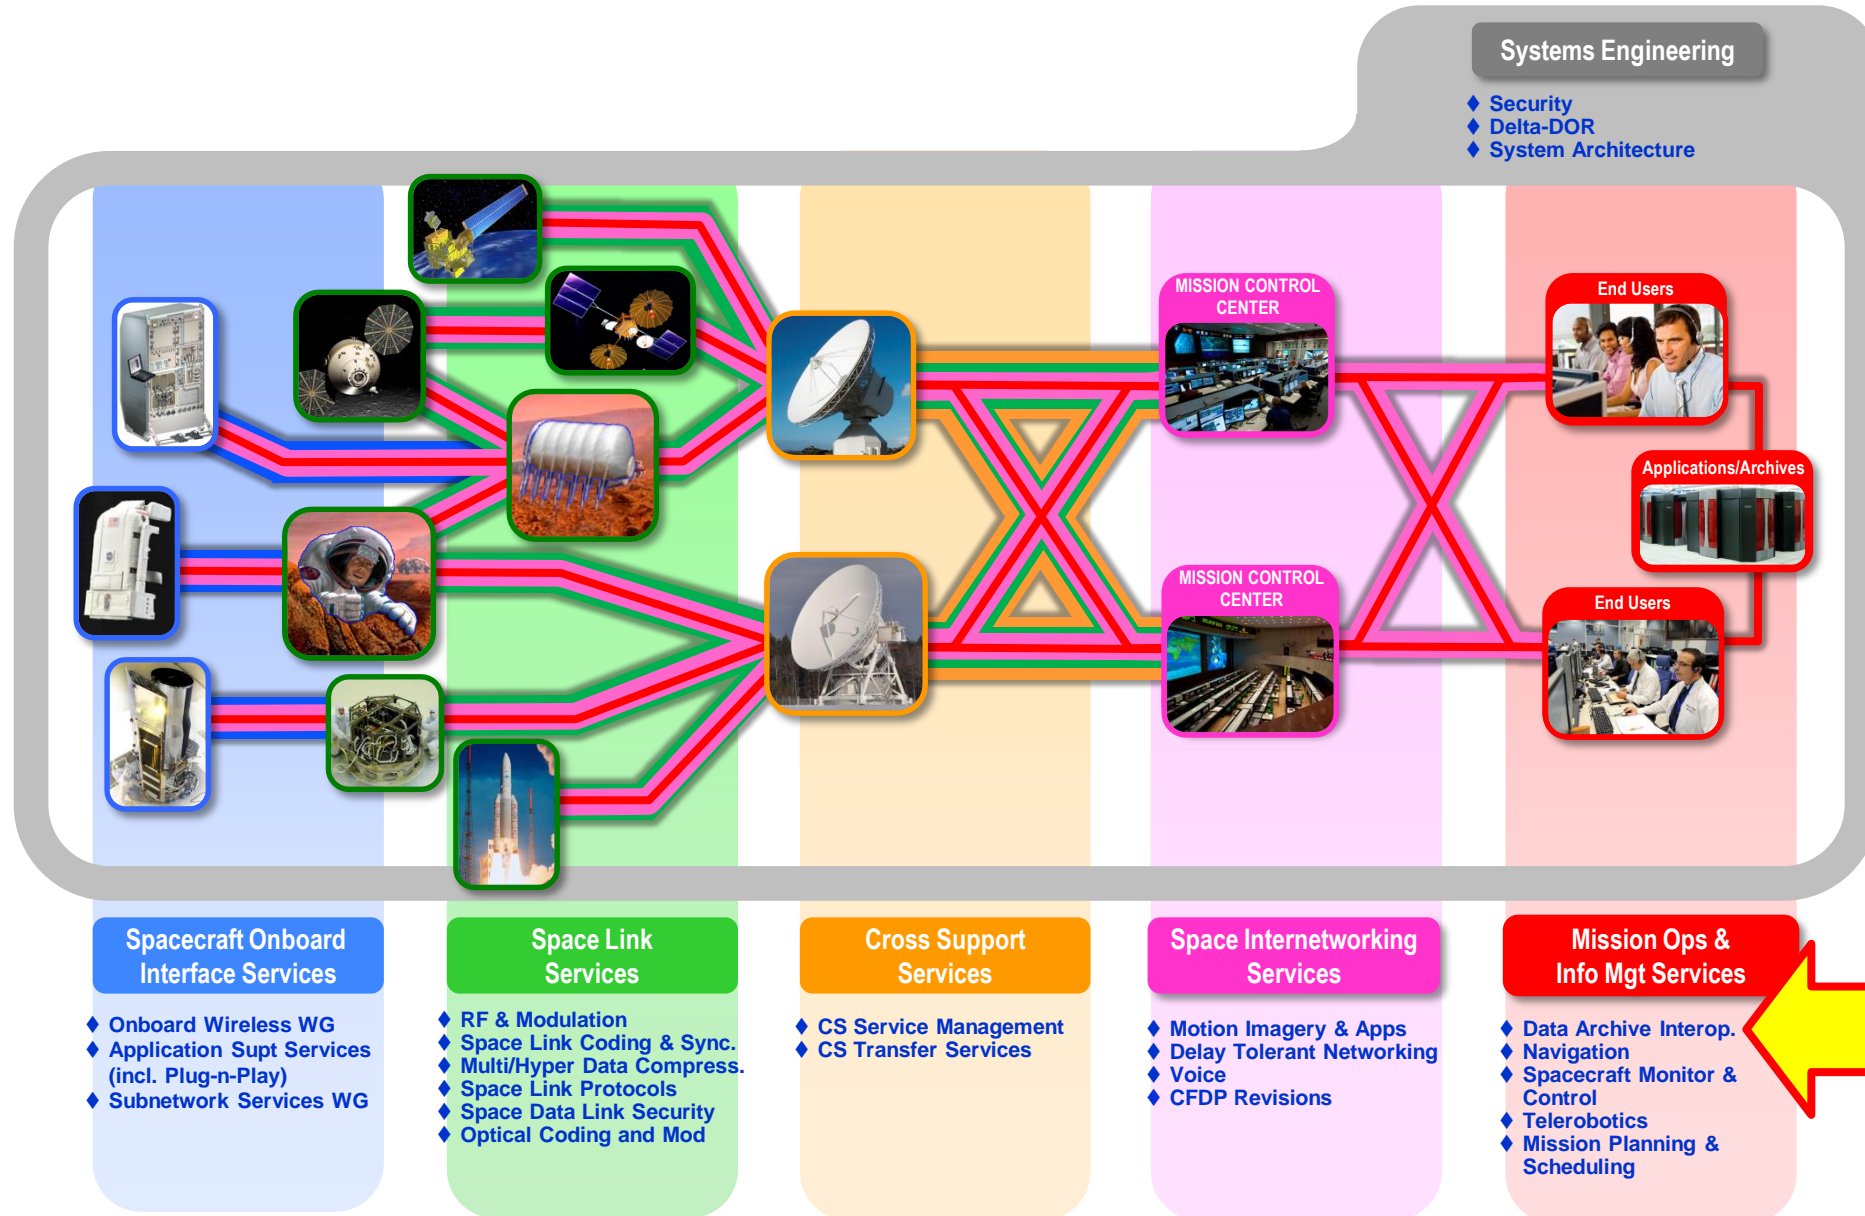 Systems Engineering
♦ Security
♦ Delta-DOR
♦ System Architecture
MISSION CONTROL
CENTER
End Users
Applications/Archives
MISSION CONTROL
CENTER
End Users
Spacecraft Onboard
Interface Services
♦ Onboard Wireless WG
♦ Application Supt Services
(incl. Plug-n-Play)
♦ Subnetwork Services WG
Space Link
Services
♦ RF & Modulation
♦ Space Link Coding & Sync.
♦ Multi/Hyper Data Compress.
♦ Space Link Protocols
♦ Space Data Link Security
♦ Optical Coding and Mod
Cross Support
Services
♦ CS Service Management
♦ CS Transfer Services
Space Internetworking
Services
♦ Motion Imagery & Apps
♦ Delay Tolerant Networking
♦ Voice
♦ CFDP Revisions
Mission Ops &
Info Mgt Services
♦ Data Archive Interop.
♦ Navigation
♦ Spacecraft Monitor &
Control
♦ Telerobotics
♦ Mission Planning &
Scheduling